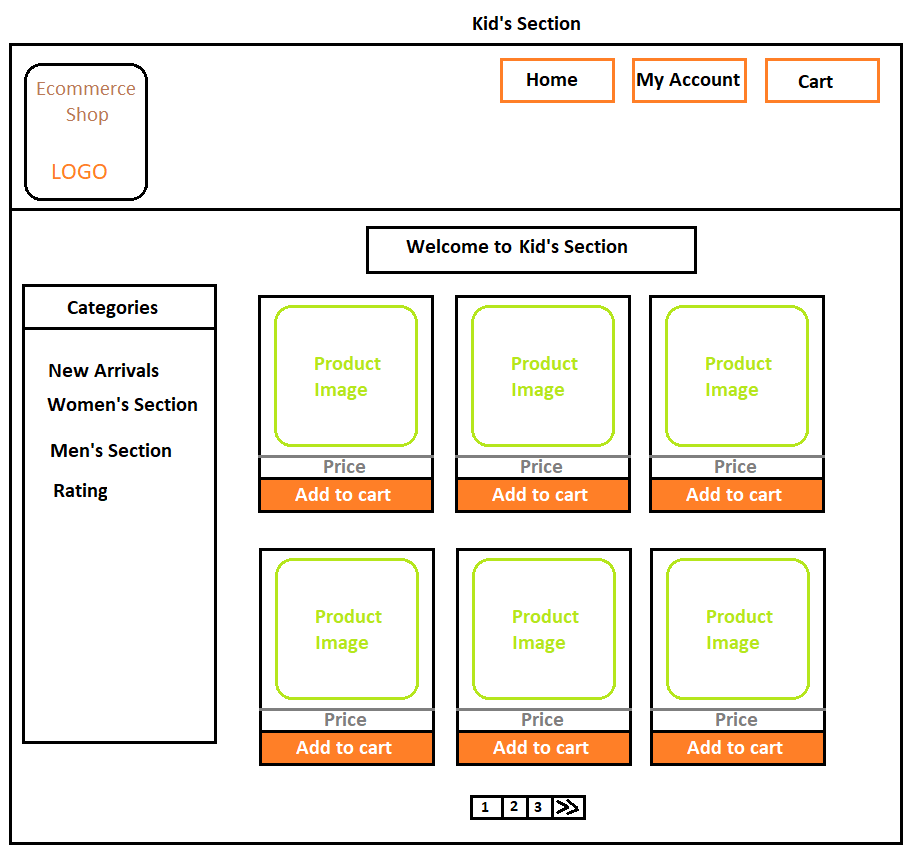 Kid's Section
Ecommerce
Shop
LOGO
Home
My Account
Cart
Welcome to Kid's Section
Categories
New Arrivals
Women's Section
Men's Section
Rating
Product
Image
Price
Add to cart
Product
Image
Price
Add to cart
Product
Image
Price
Add to cart
Product
Image
Price
Add to cart
Product
Image
Price
Add to cart
Product
Image
Price
Add to cart
1 2 3 >>